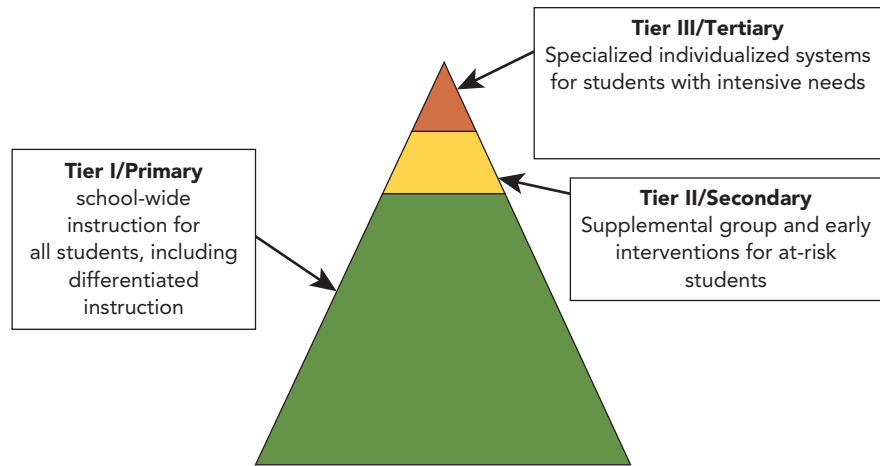 Tier III/Tertiary
Specialized individualized systems
for students with intensive needs
Tier I/Primary
school-wide
instruction for
all students, including
differentiated
instruction
Tier II/Secondary
Supplemental group and early
interventions for at-risk
students